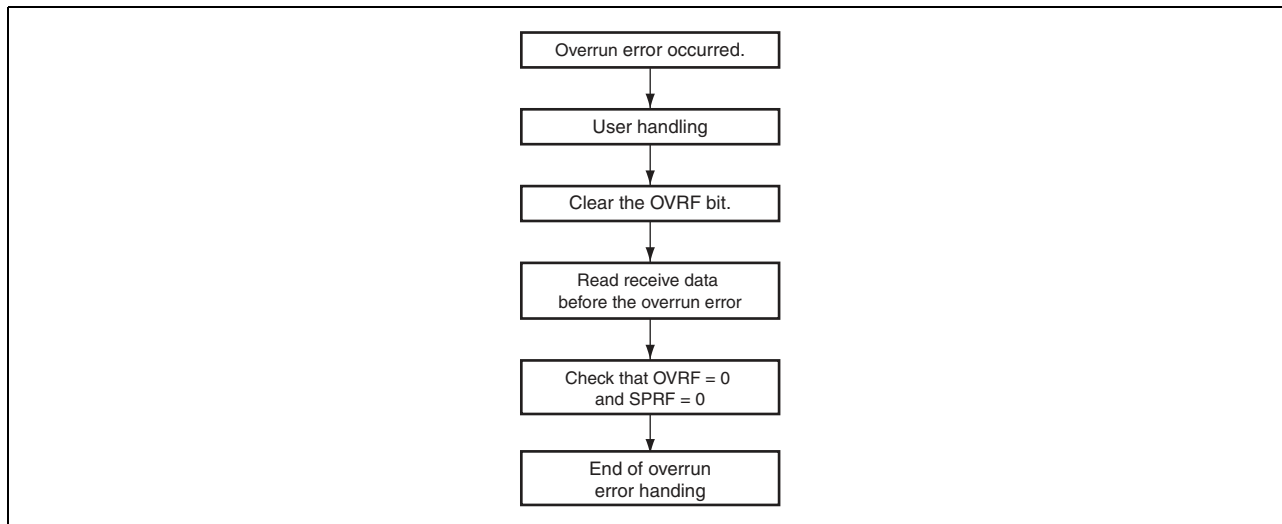 Overrun error occurred.
User handling
Clear the OVRF bit.
Read receive data
before the overrun error
Check that OVRF = 0
and SPRF = 0
End of overrun
error handing